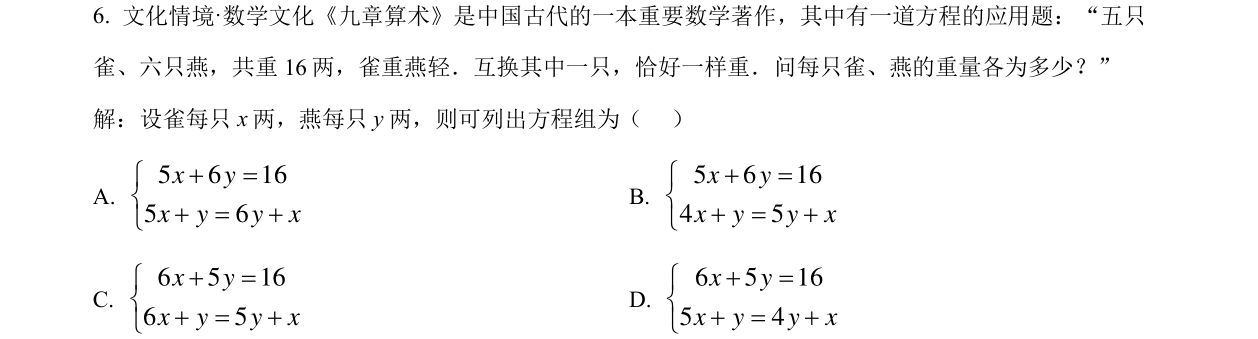 6. 文化情境·数学文化《九章算术》是中国古代的一本重要数学著作，其中有一道方程的应用题：“五只
雀、六只燕，共重 16 两，雀重燕轻．互换其中一只，恰好一样重．问每只雀、燕的重量各为多少？”
解：设雀每只 x 两，燕每只 y 两，则可列出方程组为（ ）
A. { 5x+6y=16
5x+y=6y+x
B. { 5x+6y=16
4x+y=5y+x
C. { 6x+5y=16
6x+y=5y+x
D. { 6x+5y=16
5x+y=4y+x